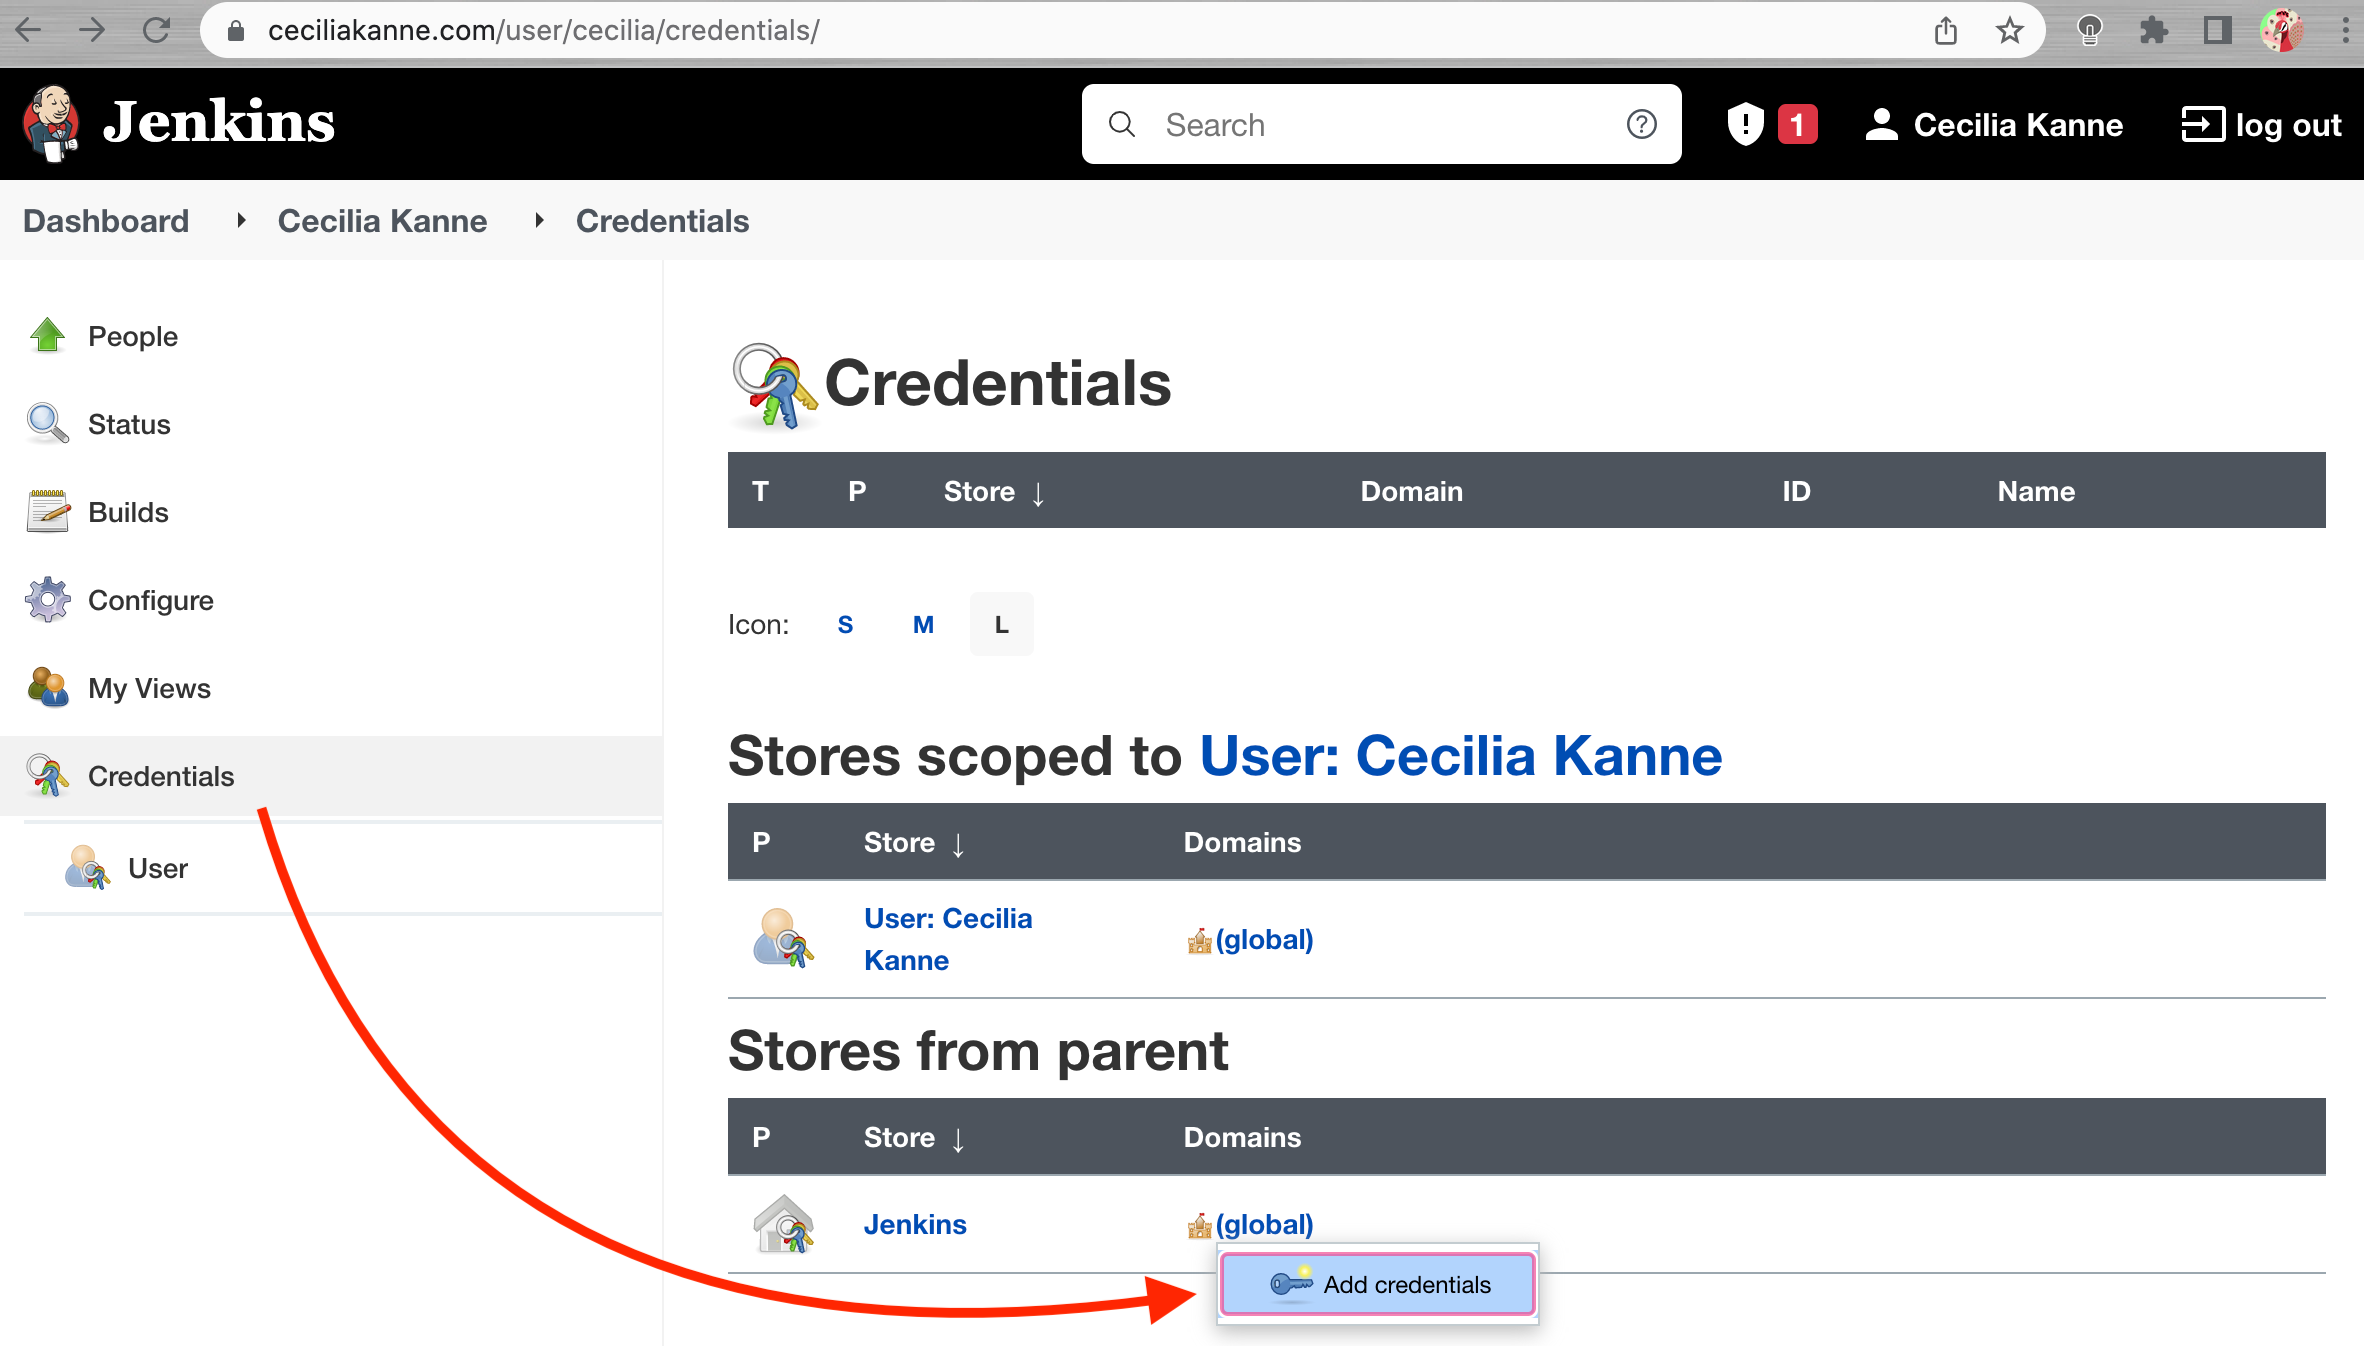 ceciliakanne.com/user/cecilia/credentials/
Jenkins
Search
1
Cecilia Kanne
log out
Dashboard
Cecilia Kanne
Credentials
People
Status
Builds
Configure
My Views
Credentials
User
Credentials
T P Store ↓ Domain ID Name
Icon: S M L
Stores scoped to User: Cecilia Kanne
P Store ↓ Domains
User: Cecilia
Kanne
(global)
Stores from parent
P Store ↓ Domains
Jenkins (global)
Add credentials